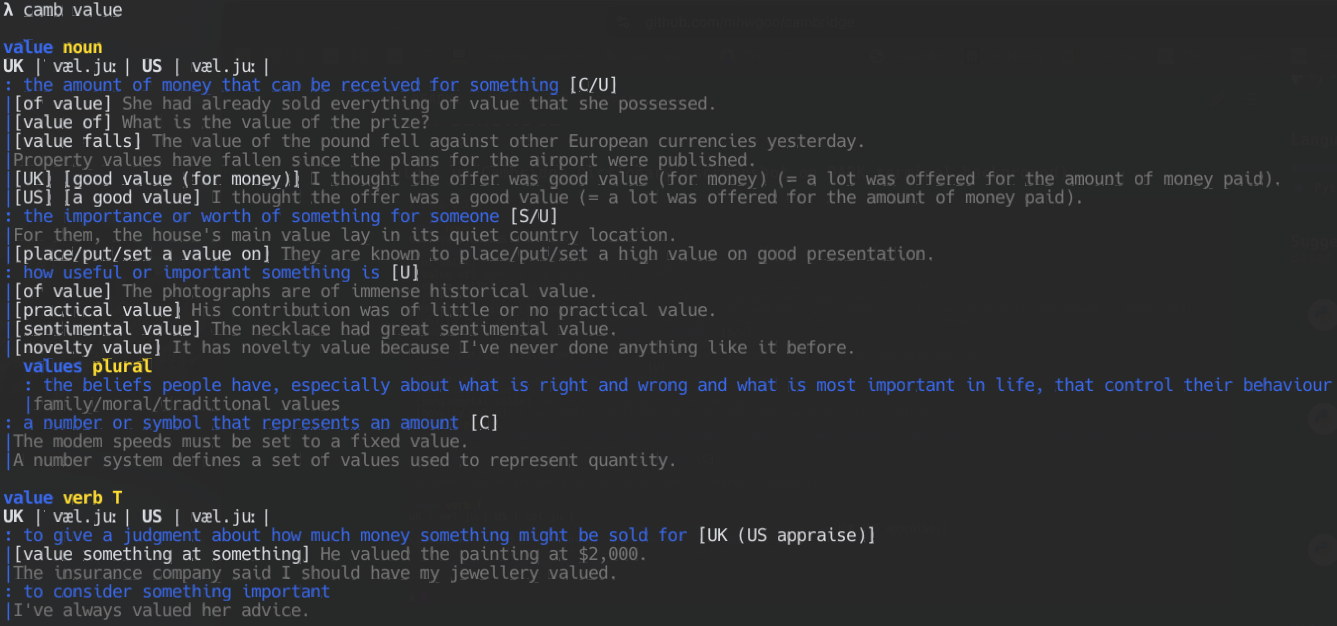 λ camb value
value noun
UK |ˈvæl.juː| US |ˈvæl.juː|
: the amount of money that can be received for something [C/U]
|[of value] She had already sold everything of value that she possessed.
|[value of] What is the value of the prize?
|[value falls] The value of the pound fell against other European currencies yesterday.
|Property values have fallen since the plans for the airport were published.
|[UK] [good value (for money)] I thought the offer was good value (for money) (= a lot was offered for the amount of money paid).
|[US] [a good value] I thought the offer was a good value (= a lot was offered for the amount of money paid).
: the importance or worth of something for someone [S/U]
|For them, the house's main value lay in its quiet country location.
|[place/put/set a value on] They are known to place/put/set a high value on good presentation.
: how useful or important something is [U]
|[of value] The photographs are of immense historical value.
|[practical value] His contribution was of little or no practical value.
|[sentimental value] The necklace had great sentimental value.
|[novelty value] It has novelty value because I've never done anything like it before.
values plural
: the beliefs people have, especially about what is right and wrong and what is most important in life, that control their behaviour
|family/moral/traditional values
: a number or symbol that represents an amount [C]
|The modem speeds must be set to a fixed value.
|A number system defines a set of values used to represent quantity.
value verb T
UK |ˈvæl.juː| US |ˈvæl.juː|
: to give a judgment about how much money something might be sold for [UK (US appraise)]
|[value something at something] He valued the painting at $2,000.
|The insurance company said I should have my jewellery valued.
: to consider something important
|I've always valued her advice.